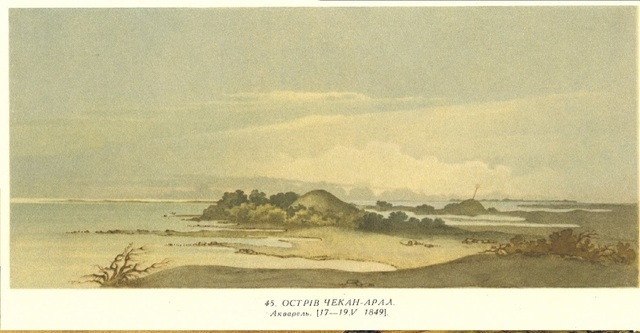 45. ОСТРІВ ЧЕКАН-АРАЛ.
Акварель. [17—19.V 1849].